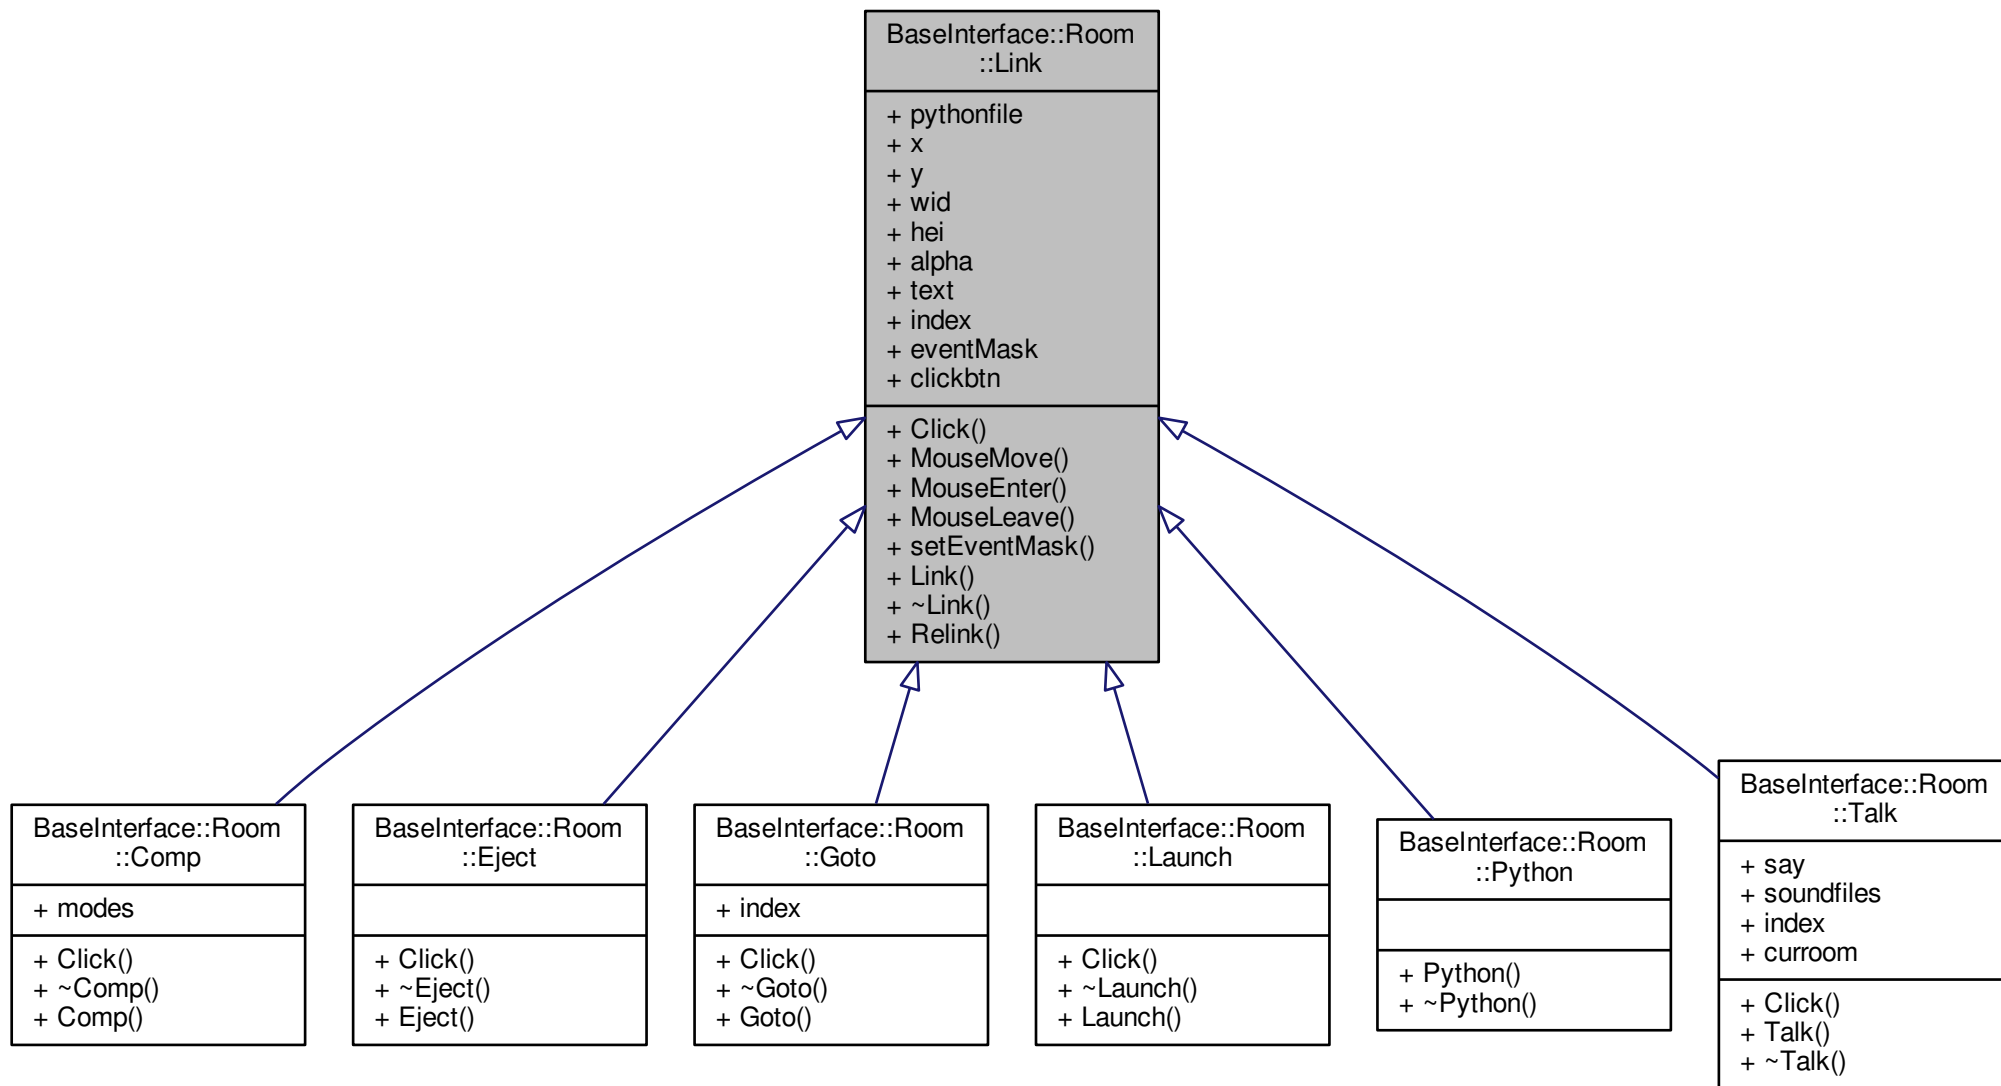 BaseInterface::Room
::Link
+ pythonfile
+ x
+ y
+ wid
+ hei
+ alpha
+ text
+ index
+ eventMask
+ clickbtn
+ Click()
+ MouseMove()
+ MouseEnter()
+ MouseLeave()
+ setEventMask()
+ Link()
+ ~Link()
+ Relink()
BaseInterface::Room
::Comp
+ modes
+ Click()
+ ~Comp()
+ Comp()
BaseInterface::Room
::Eject
+ Click()
+ ~Eject()
+ Eject()
BaseInterface::Room
::Goto
+ index
+ Click()
+ ~Goto()
+ Goto()
BaseInterface::Room
::Launch
+ Click()
+ ~Launch()
+ Launch()
BaseInterface::Room
::Python
+ Python()
+ ~Python()
BaseInterface::Room
::Talk
+ say
+ soundfiles
+ index
+ curroom
+ Click()
+ Talk()
+ ~Talk()